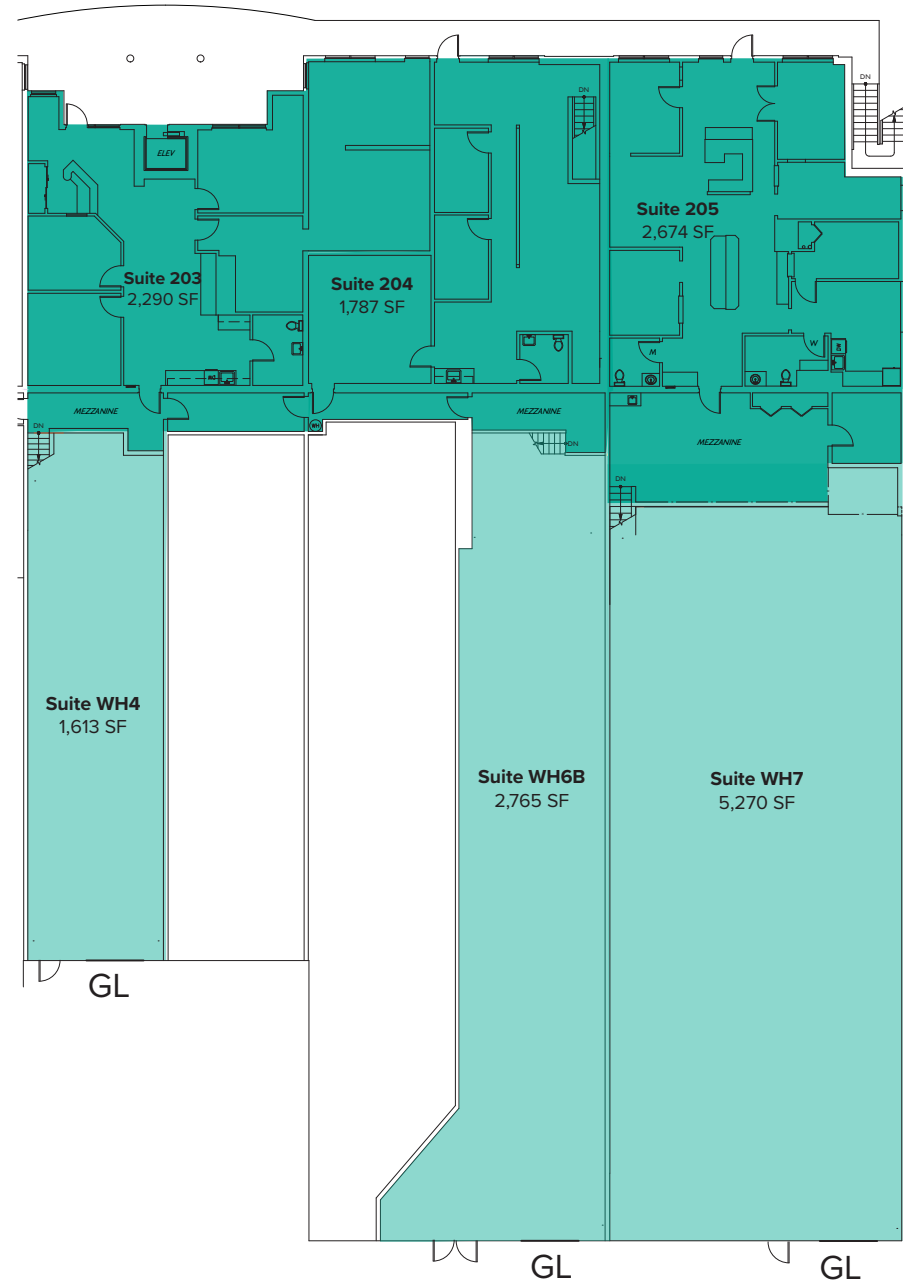 DN
DN
ELEV
Suite 205
2,674 SF
Suite 203
2,290 SF
Suite 204
1,787 SF
W
M
DW
DW
MEZZANINE
MEZZANINE
WH
DN
DN
MEZZANINE
DN
Suite WH4
1,613 SF
Suite WH6B
2,765 SF
Suite WH7
5,270 SF
GL
GL
GL